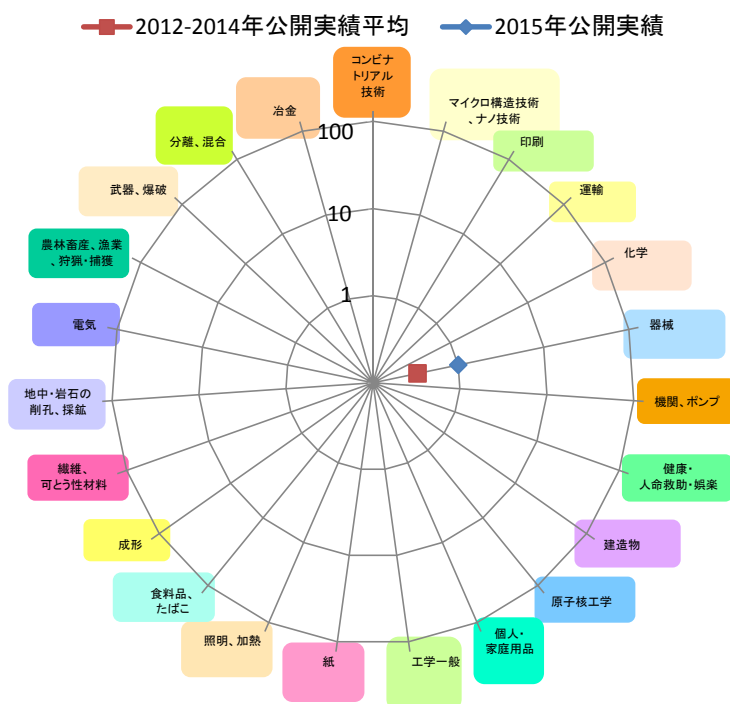 2012-2014年公開実績平均
2015年公開実績
コンビナ
トリアル
技術
マイクロ構造技術
、ナノ技術
印刷
運輸
化学
器械
機関、ポンプ
健康・
人命救助・娯楽
建造物
原子核工学
個人・
家庭用品
工学一般
紙
照明、加熱
食料品、
たばこ
成形
繊維、
可とう性材料
地中・岩石の
削孔、採鉱
電気
農林畜産、漁業
、狩猟・捕獲
武器、爆破
分離、混合
冶金
100
10
1